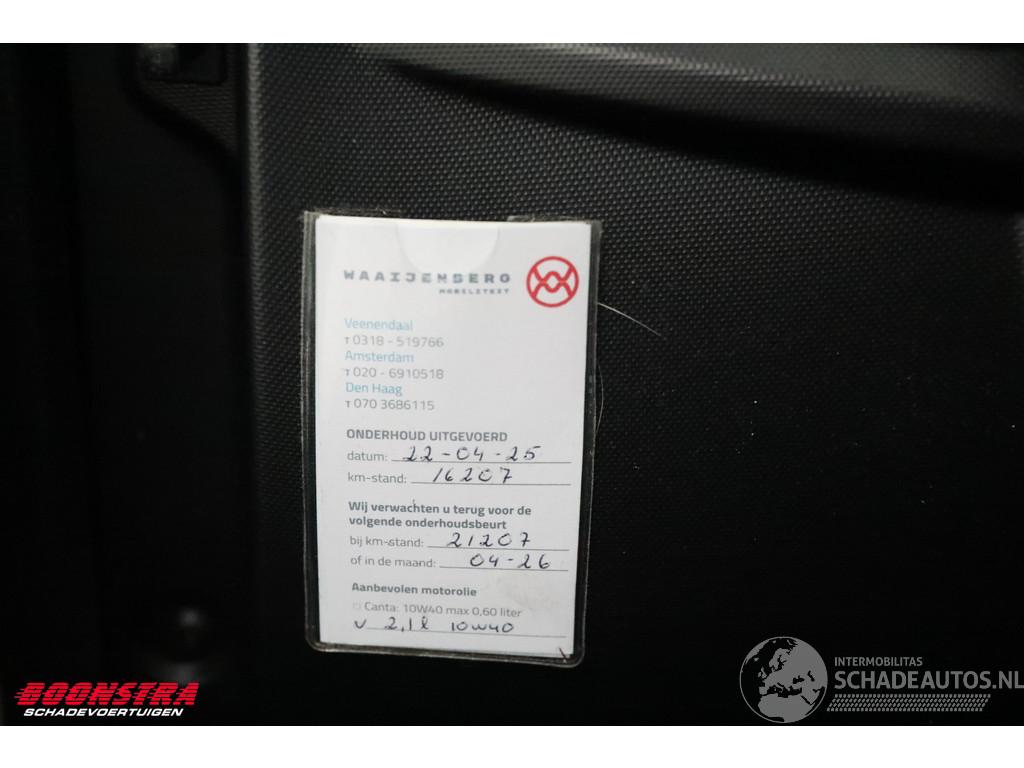 WAAIJENBERG
MOBILITEIT
Veenendaal
T 0318 - 519766
Amsterdam
T 020 - 6910518
Den Haag
T 070 3686115
ONDERHOUD UITGEVOERD
datum: 22-04-25
km-stand: 16207
Wij verwachten u terug voor de
volgende onderhoudsbeurt
bij km-stand: 21207
of in de maand: 04-26
Aanbevolen motorolie
Canta: 10W40 max 0,60 liter
v 2,1 l 10w40
BOONSTRA
SCHADEVOERTUIGEN
INTERMOBILITAS
SCHADEAUTOS.NL